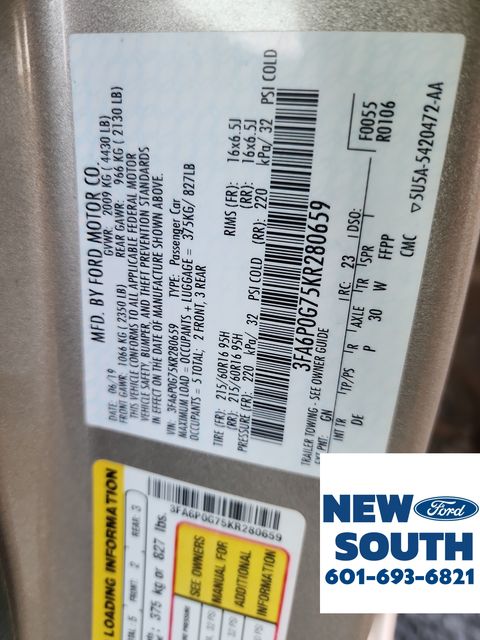 MFD. BY FORD MOTOR CO.
DATE: 06/19 GVWR: 2009 KG ( 4430 LB)
FRONT GAWR: 1066 KG ( 2350 LB) REAR GAWR: 966 KG ( 2130 LB)
THIS VEHICLE CONFORMS TO ALL APPLICABLE FEDERAL MOTOR
VEHICLE SAFETY, BUMPER, AND THEFT PREVENTION STANDARDS
IN EFFECT ON THE DATE OF MANUFACTURE SHOWN ABOVE.
VIN: 3FA6P0G75KR280659 TYPE: Passenger Car
MAXIMUM LOAD = OCCUPANTS + LUGGAGE = 375KG/ 827LB
OCCUPANTS = 5 TOTAL; 2 FRONT, 3 REAR
TIRE (FR): 215/60R16 95H RIMS (FR): 16x6.5J
(RR): 215/60R16 95H (RR): 16x6.5J
PRESSURE (FR): 220 kPa/ 32 PSI COLD (RR): 220 kPa/ 32 PSI COLD
3FA6P0G75KR280659
TRAILER TOWING - SEE OWNER GUIDE
EXT PNT: GN RC: 23 DSO: F0055
R0106
INT TR TP/PS R AXLE TR SPR
DE P 30 W FFPP
CMC ▽5U5A-5420472-AA
LOADING INFORMATION
5 FRONT: 2 REAR: 3
375 kg or 827 lbs.
3FA6P0G75KR280659
PRESSURE
SEE OWNERS
MANUAL FOR
ADDITIONAL
INFORMATION
NEW Ford
SOUTH
601-693-6821